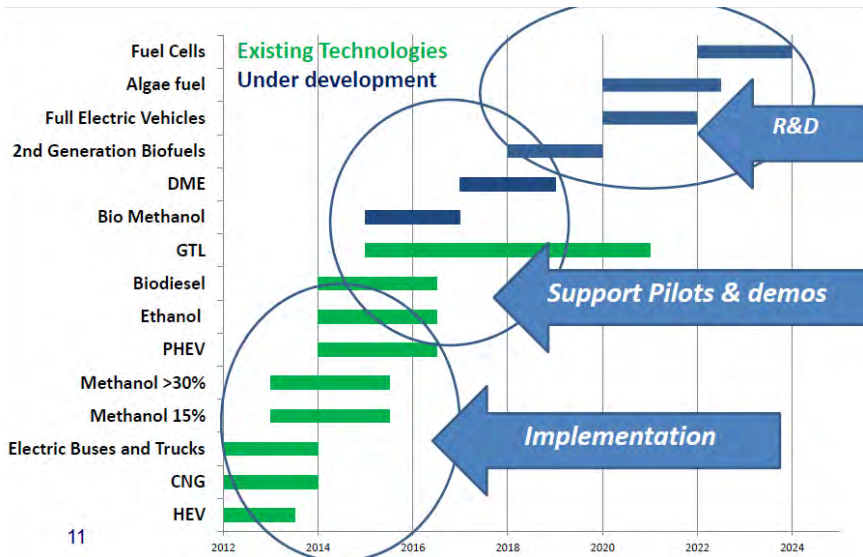 Fuel Cells
Existing Technologies
Algae fuel
Under development
Full Electric Vehicles
R&D
2nd Generation Biofuels
DME
Bio Methanol
GTL
Biodiesel
Support Pilots & demos
Ethanol
PHEV
Methanol >30%
Methanol 15%
Implementation
Electric Buses and Trucks
CNG
HEV
11
2012 2014 2016 2018 2020 2022 2024